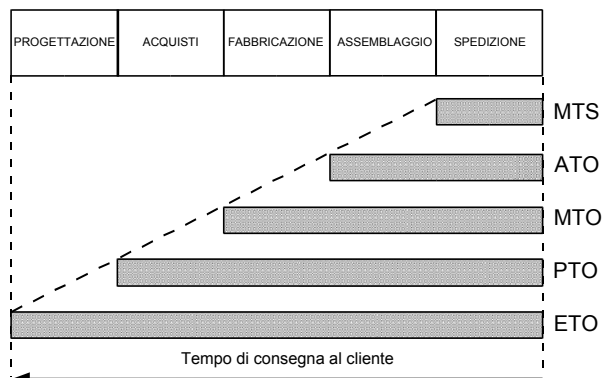 PROGETTAZIONE ACQUISTI FABBRICAZIONE ASSEMBLAGGIO SPEDIZIONE
MTS
ATO
MTO
PTO
ETO
Tempo di consegna al cliente